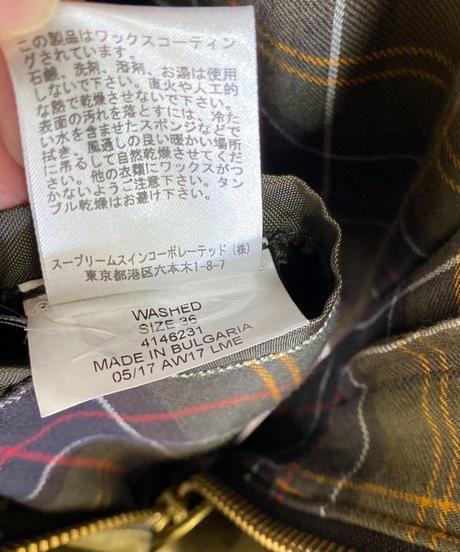 この製品はワックスコーティン
グされています。
石鹸、洗剤、溶剤、お湯は使用
しないで下さい。直火や人工的
な熱で乾燥させないで下さい。
表面の汚れを落とすには、冷た
い水を含ませたスポンジなどで
拭き、風通しの良い暖かい場所
に吊るして自然乾燥させてくだ
さい。他の衣類にワックスがつ
かないようご注意下さい。タン
ブル乾燥はお避け下さい。
スープリームスインコーポレーテッド（株）
東京都港区六本木1-8-7
WASHED
SIZE 36
4146231
MADE IN BULGARIA
05/17 AW17 LME